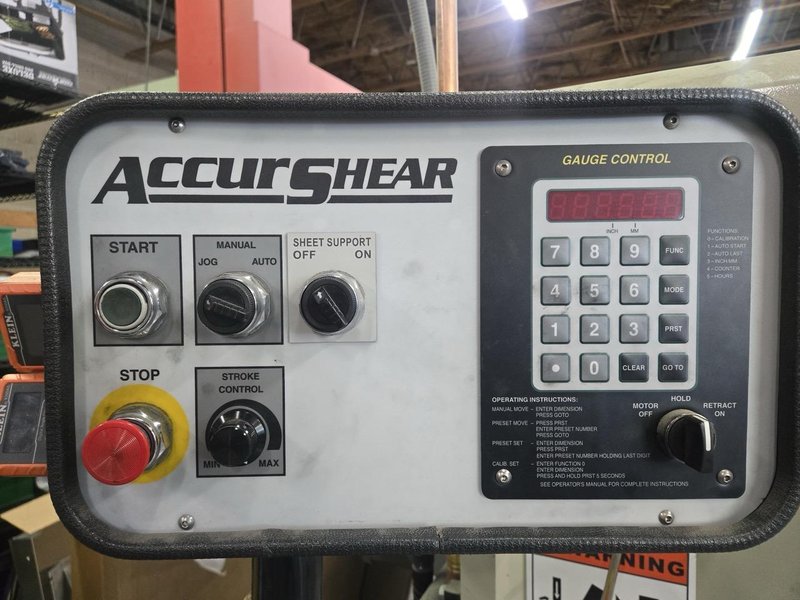 DELUXE
ACCURSHEAR
START
MANUAL
JOG AUTO
SHEET SUPPORT
OFF ON
STOP
STROKE
CONTROL
MIN MAX
KLEIN
GAUGE CONTROL
INCH MM
7 8 9 FUNC
4 5 6 MODE
1 2 3 PRST
• 0 CLEAR GO TO
FUNCTIONS:
0 – CALIBRATION
1 – AUTO START
2 – AUTO LAST
3 – INCH/MM
4 – COUNTER
5 – HOURS
OPERATING INSTRUCTIONS:
MANUAL MOVE – ENTER DIMENSION
PRESS GOTO
PRESET MOVE – PRESS PRST
ENTER PRESET NUMBER
PRESS GOTO
PRESET SET – ENTER DIMENSION
PRESS PRST
ENTER PRESET NUMBER HOLDING LAST DIGIT
CALIB. SET – ENTER FUNCTION 0
ENTER DIMENSION
PRESS AND HOLD PRST 5 SECONDS
SEE OPERATOR'S MANUAL FOR COMPLETE INSTRUCTIONS
HOLD
MOTOR
OFF
RETRACT
ON
WARNING